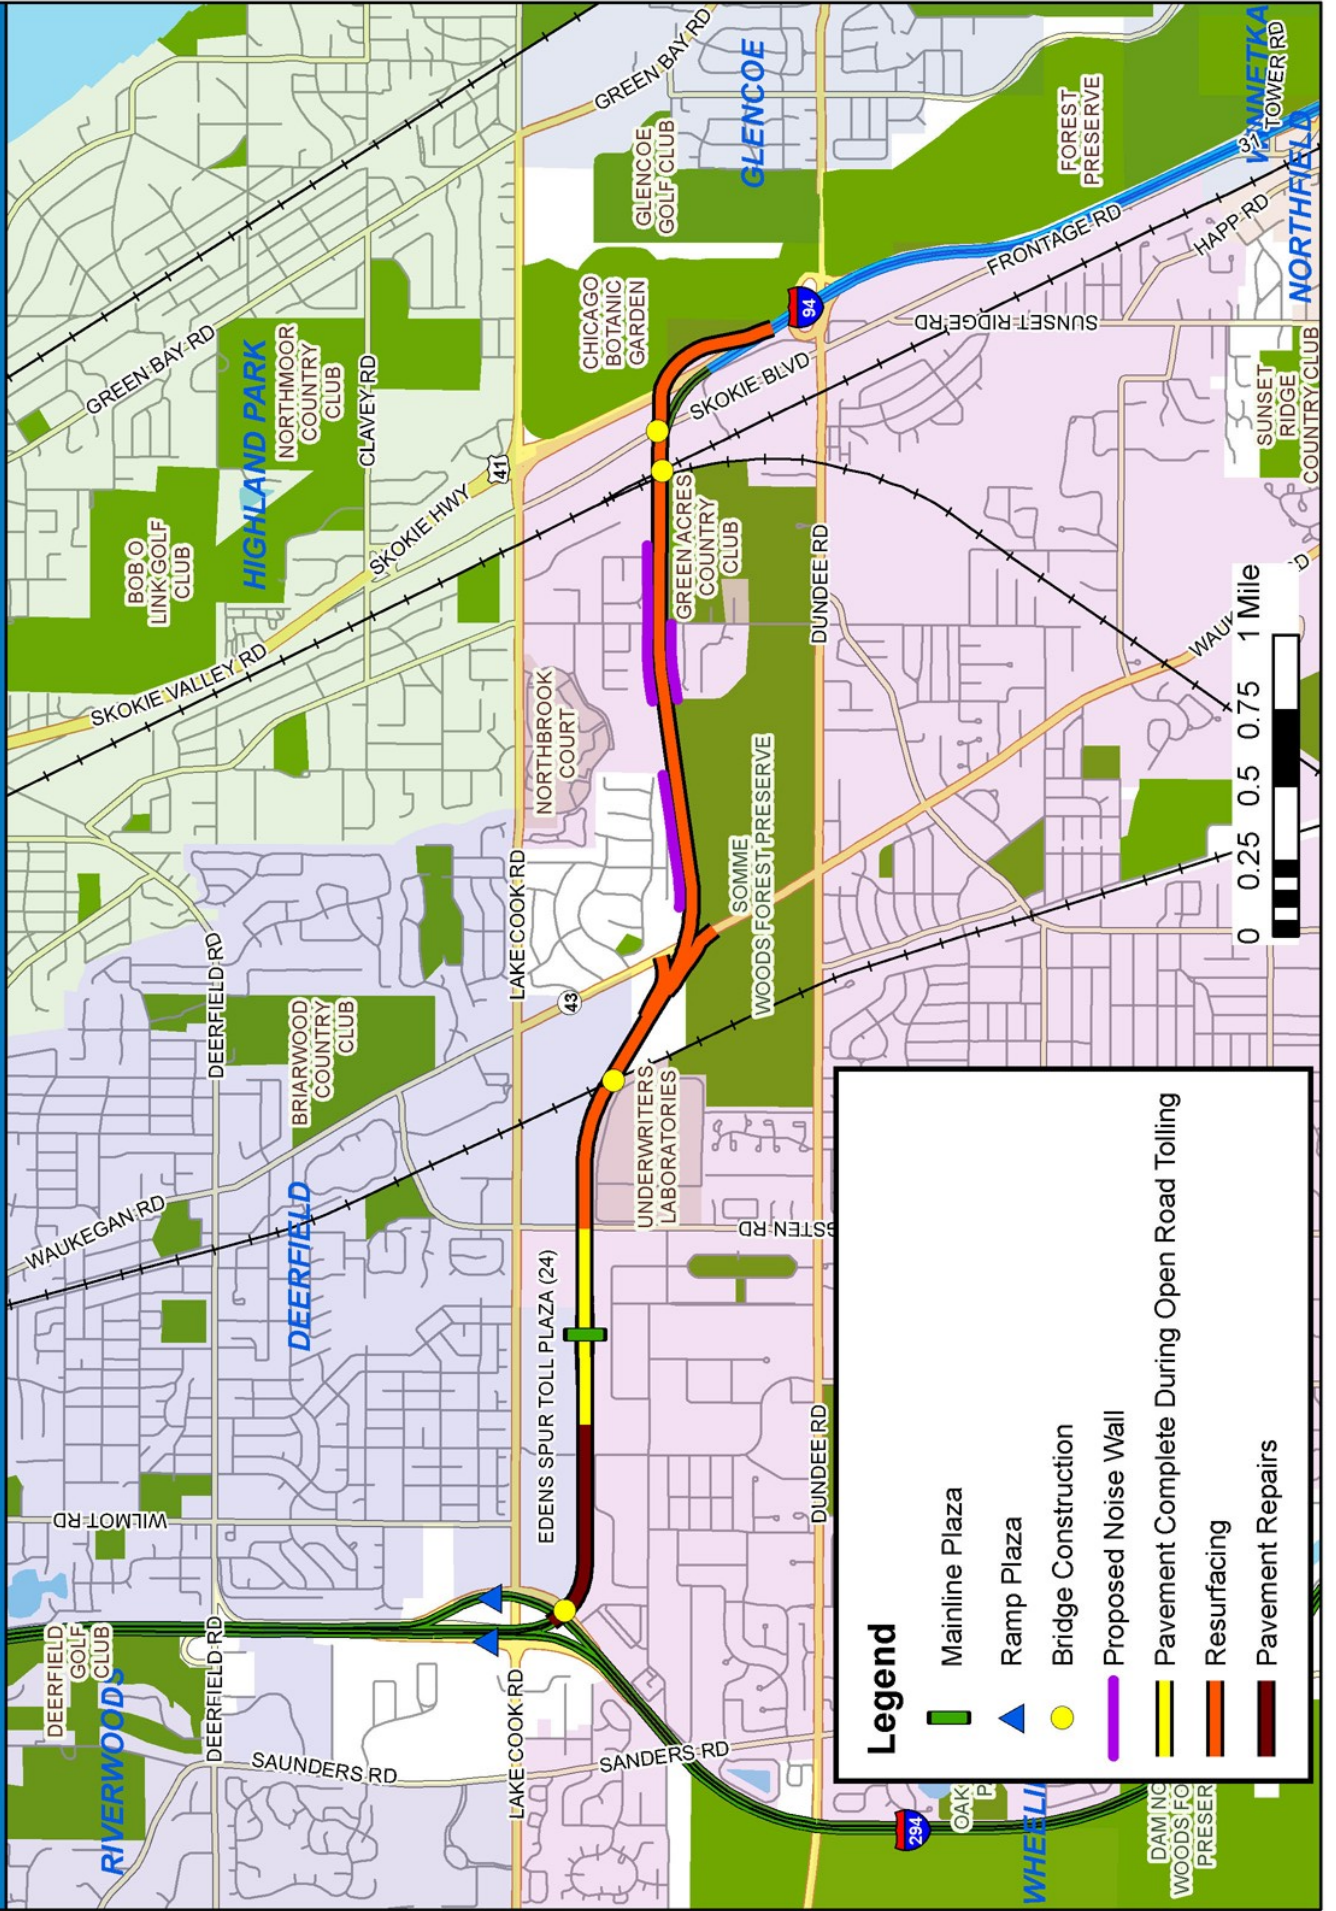 DEERFIELD
GOLF
CLUB
RIVERWOODS
DEERFIELD RD
SAUNDERS RD
WILMOT RD
WAUKEGAN RD
DEERFIELD
BRIARWOOD
COUNTRY
CLUB
DEERFIELD RD
SKOKIE VALLEY RD
BOB O
LINK GOLF
CLUB
HIGHLAND PARK
SKOKIE HWY
41
GREEN BAY RD
NORTHMOOR
COUNTRY
CLUB
CLAVEY RD
LAKE COOK RD
SANDERS RD
EDENS SPUR TOLL PLAZA (24)
LAKE COOK RD
43
UNDERWRITERS
LABORATORIES
NORTHBROOK
COURT
SOMME
WOODS FOREST PRESERVE
GREEN ACRES
COUNTRY
CLUB
SKOKIE BLVD
CHICAGO
BOTANIC
GARDEN
GLENCOE
GOLF CLUB
GREEN BAY RD
GLENCOE
94
DUNDEE RD
DUNDEE RD
FRONTAGE RD
SUNSET RIDGE RD
FOREST
PRESERVE
HAPP RD
31
TOWER RD
NORTHFIELD
SUNSET
RIDGE
COUNTRY CLUB
294
Legend
Mainline Plaza
Ramp Plaza
Bridge Construction
Proposed Noise Wall
Pavement Complete During Open Road Tolling
Resurfacing
Pavement Repairs
0 0.25 0.5 0.75 1 Mile